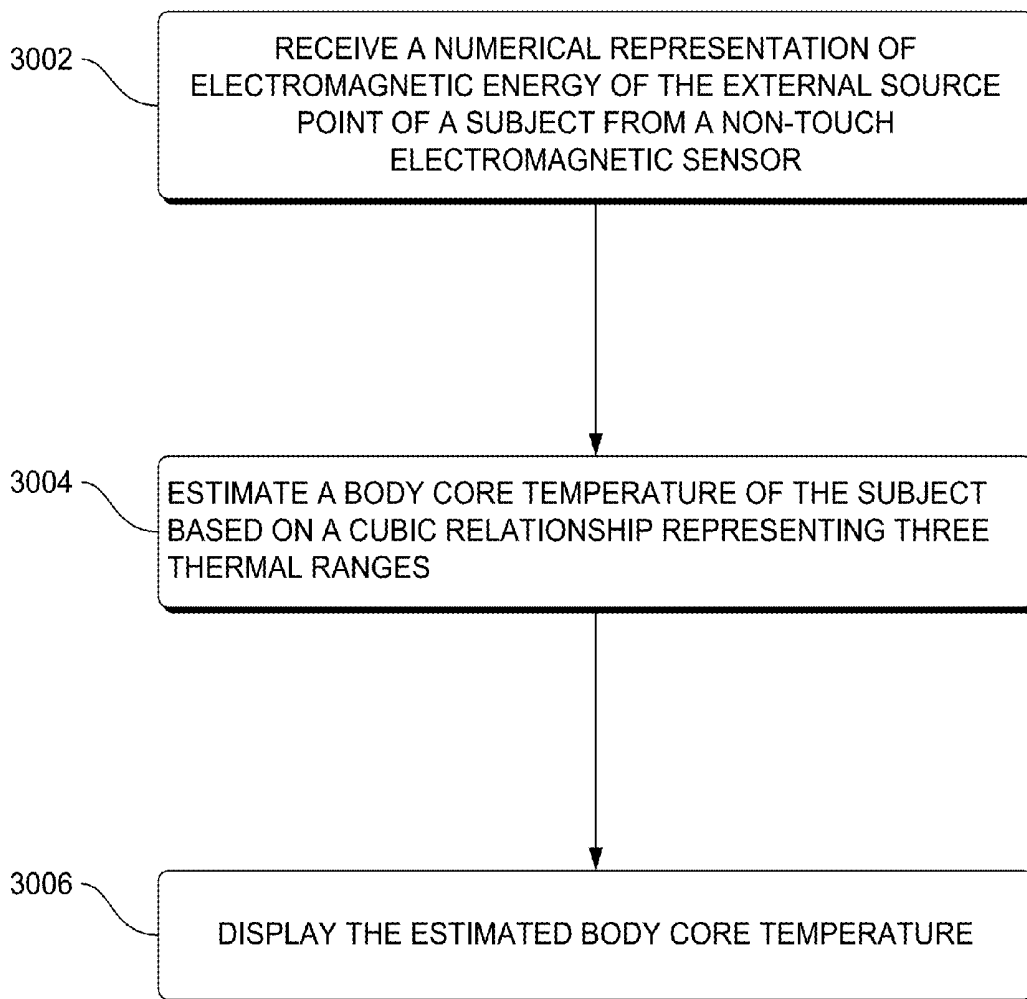 3002
RECEIVE A NUMERICAL REPRESENTATION OF
ELECTROMAGNETIC ENERGY OF THE EXTERNAL SOURCE
POINT OF A SUBJECT FROM A NON-TOUCH
ELECTROMAGNETIC SENSOR
3004
ESTIMATE A BODY CORE TEMPERATURE OF THE SUBJECT
BASED ON A CUBIC RELATIONSHIP REPRESENTING THREE
THERMAL RANGES
3006
DISPLAY THE ESTIMATED BODY CORE TEMPERATURE